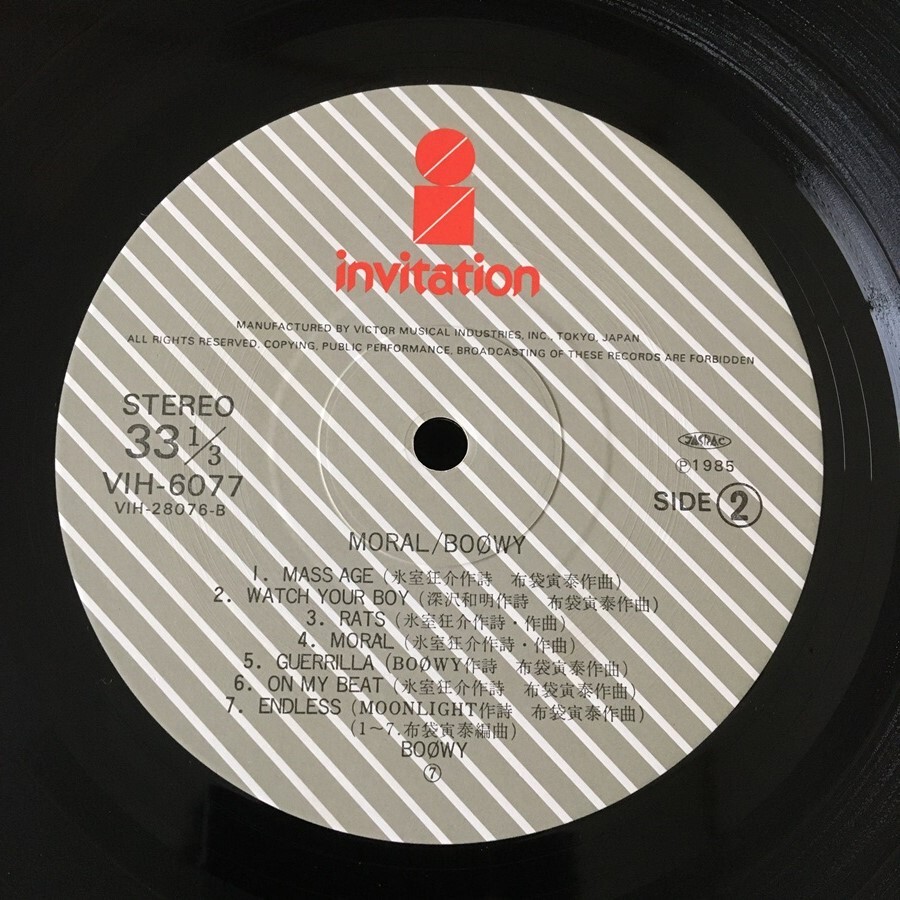 invitation
MANUFACTURED BY VICTOR MUSICAL INDUSTRIES, INC., TOKYO, JAPAN
ALL RIGHTS RESERVED. COPYING, PUBLIC PERFORMANCE, BROADCASTING OF THESE RECORDS ARE FORBIDDEN
STEREO
33 1/3
VIH-6077
VIH-28076-B
JASRAC
Ⓟ1985
SIDE ②
MORAL/BOØWY
1. MASS AGE (氷室狂介作詩 布袋寅泰作曲)
2. WATCH YOUR BOY (深沢和明作詩 布袋寅泰作曲)
3. RATS (氷室狂介作詩・作曲)
4. MORAL (氷室狂介作詩・作曲)
5. GUERRILLA (BOØWY作詩 布袋寅泰作曲)
6. ON MY BEAT (氷室狂介作詩 布袋寅泰作曲)
7. ENDLESS (MOONLIGHT作詩 布袋寅泰作曲)
(1～7.布袋寅泰編曲)
BOØWY
⑦